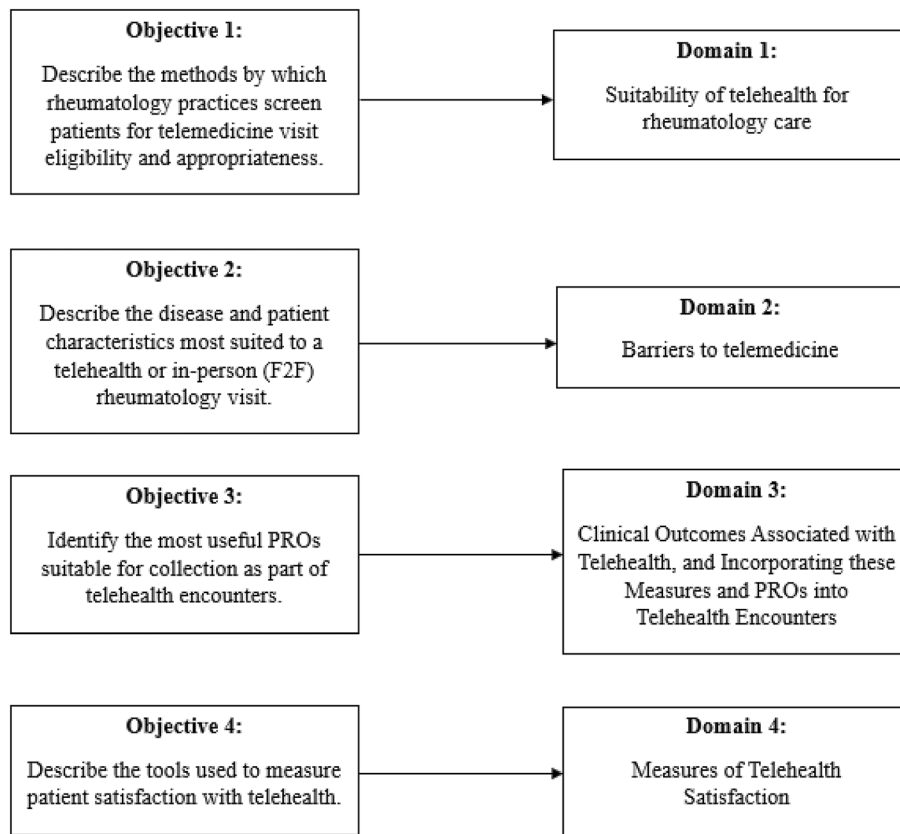 Objective 1:
Describe the methods by which
rheumatology practices screen
patients for telemedicine visit
eligibility and appropriateness.
Domain 1:
Suitability of telehealth for
rheumatology care
Objective 2:
Describe the disease and patient
characteristics most suited to a
telehealth or in-person (F2F)
rheumatology visit.
Domain 2:
Barriers to telemedicine
Objective 3:
Identify the most useful PROs
suitable for collection as part of
telehealth encounters.
Domain 3:
Clinical Outcomes Associated with
Telehealth, and Incorporating these
Measures and PROs into
Telehealth Encounters
Objective 4:
Describe the tools used to measure
patient satisfaction with telehealth.
Domain 4:
Measures of Telehealth
Satisfaction